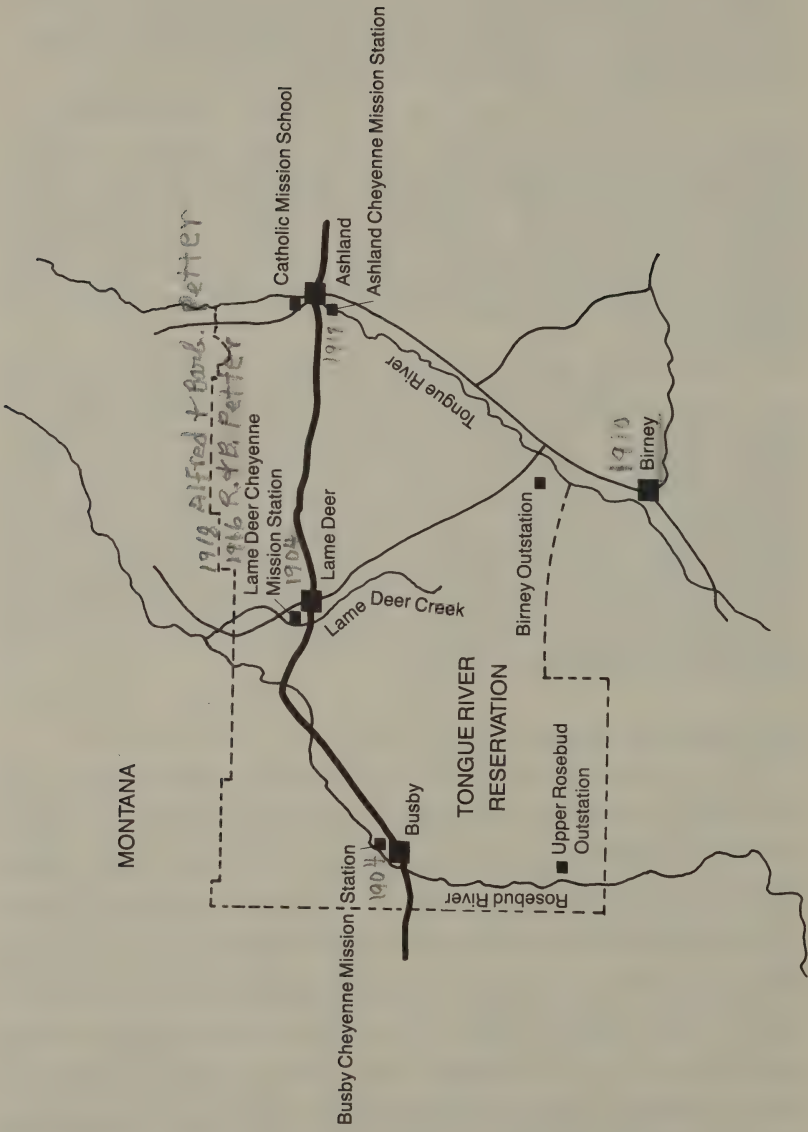 MONTANA
1918 Alfred & Barb. Petter
1916 R. & B. Petter
Lame Deer Cheyenne
Mission Station
1904
Lame Deer
Lame Deer Creek
Catholic Mission School
Ashland
Ashland Cheyenne Mission Station
Tongue River
Busby Cheyenne Mission Station
1904
Busby
TONGUE RIVER
RESERVATION
Rosebud River
Upper Rosebud
Outstation
Birney Outstation
1910
Birney